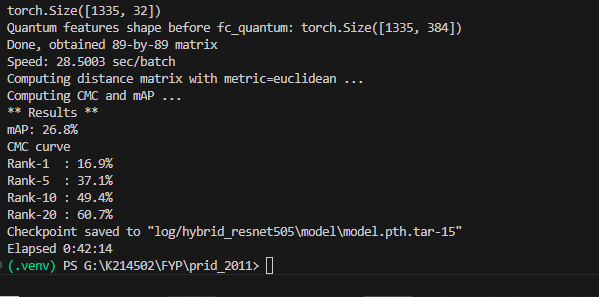 torch.Size([1335, 32])
Quantum features shape before fc_quantum: torch.Size([1335, 384])
Done, obtained 89-by-89 matrix
Speed: 28.5003 sec/batch
Computing distance matrix with metric=euclidean ...
Computing CMC and mAP ...
** Results **
mAP: 26.8%
CMC curve
Rank-1  : 16.9%
Rank-5  : 37.1%
Rank-10 : 49.4%
Rank-20 : 60.7%
Checkpoint saved to "log/hybrid_resnet505\model\model.pth.tar-15"
Elapsed 0:42:14
(.venv) PS G:\K214502\FYP\prid_2011>